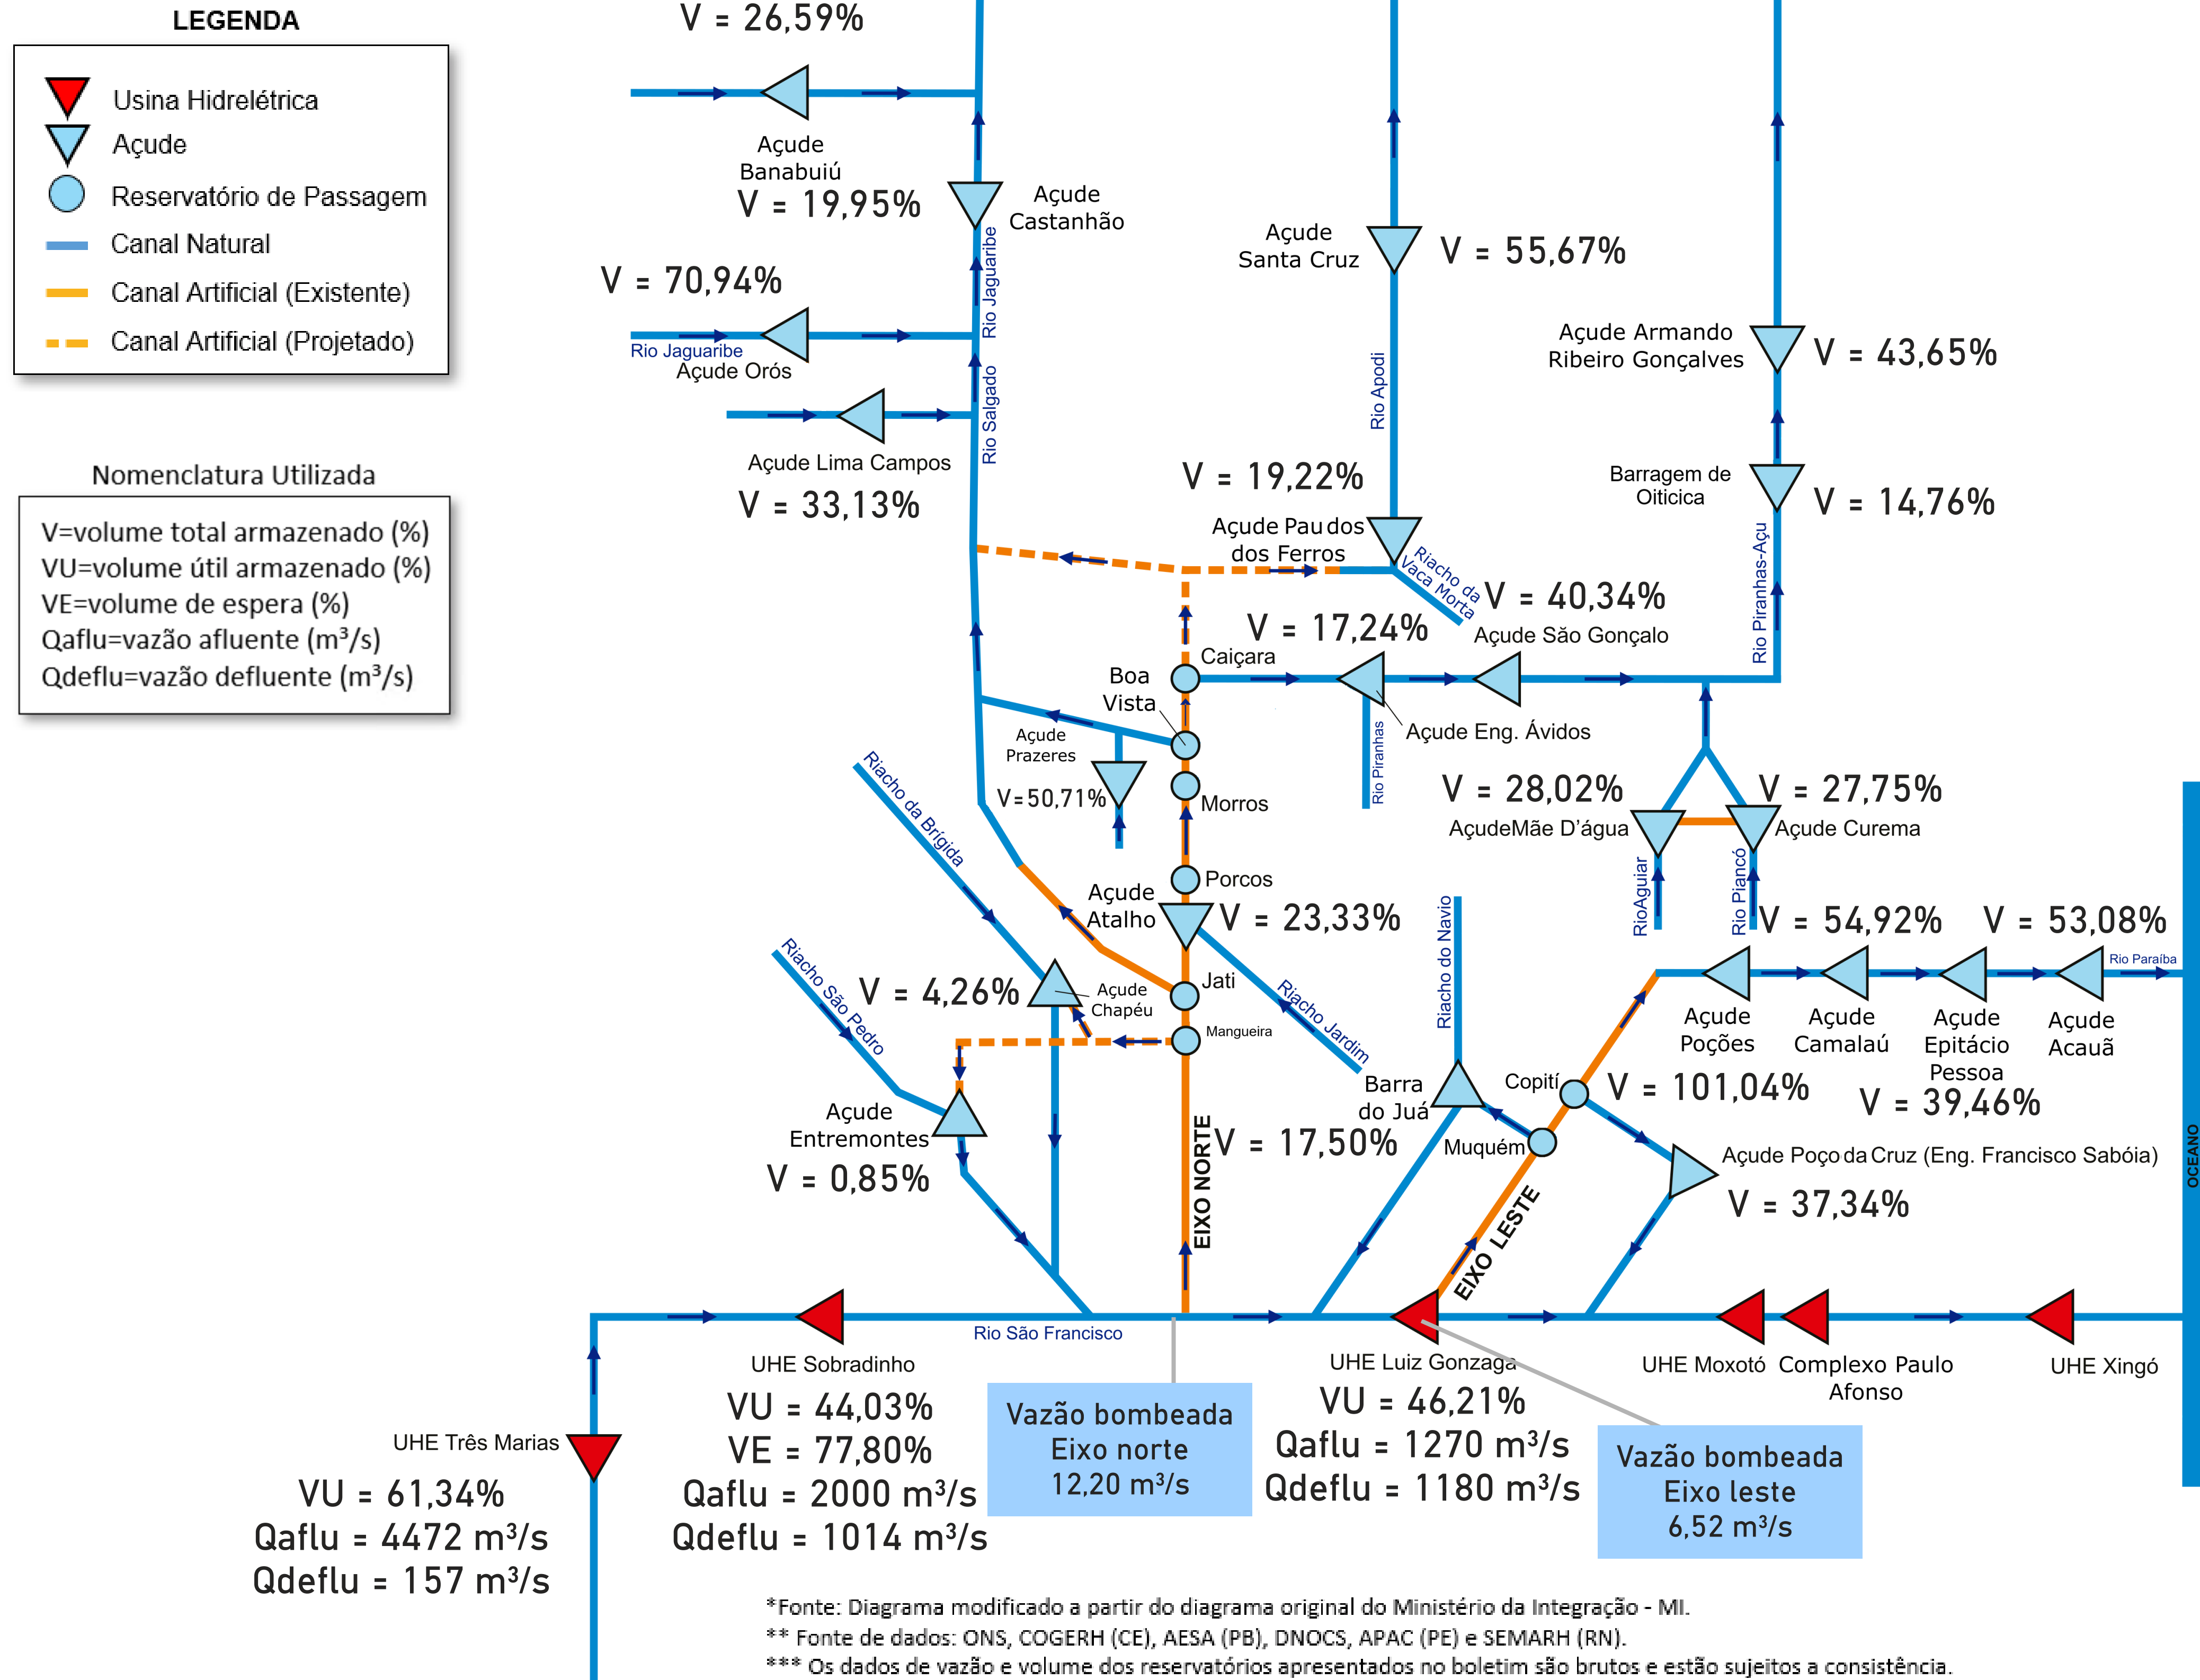 LEGENDA
Usina Hidrelétrica
Açude
Reservatório de Passagem
Canal Natural
Canal Artificial (Existente)
Canal Artificial (Projetado)
Nomenclatura Utilizada
V=volume total armazenado (%)
VU=volume útil armazenado (%)
VE=volume de espera (%)
Qaflu=vazão afluente (m³/s)
Qdeflu=vazão defluente (m³/s)
V = 26,59%
Açude
Banabuiú
V = 19,95%
Açude
Castanhão
Rio Jaguaribe
V = 70,94%
Rio Jaguaribe
Açude Orós
Rio Salgado
Açude Lima Campos
V = 33,13%
Açude
Santa Cruz
V = 55,67%
Rio Apodi
V = 19,22%
Açude Pau dos
dos Ferros
Riacho da
Vaca Morta
Açude Armando
Ribeiro Gonçalves
V = 43,65%
Barragem de
Oiticica
V = 14,76%
Rio Piranhas-Açu
V = 40,34%
Açude São Gonçalo
V = 17,24%
Caiçara
Açude Eng. Ávidos
Rio Piranhas
Boa
Vista
Açude
Prazeres
V=50,71%
Morros
Porcos
Açude
Atalho
V = 23,33%
Jati
Mangueira
Riacho Jardim
Riacho da Brígida
Riacho São Pedro
V = 4,26%
Açude
Chapéu
Açude
Entremontes
V = 0,85%
EIXO NORTE
V = 28,02%
AçudeMãe D'água
V = 27,75%
Açude Curema
RioAguiar
Rio Piancó
V = 54,92%
V = 53,08%
Rio Paraíba
Açude
Poções
Açude
Camalaú
Açude
Epitácio
Pessoa
Açude
Acauã
V = 101,04%
V = 39,46%
Riacho do Navio
Barra
do Juá
V = 17,50%
Copití
Muquém
EIXO LESTE
Açude Poço da Cruz (Eng. Francisco Sabóia)
V = 37,34%
OCEANO
Rio São Francisco
UHE Sobradinho
VU = 44,03%
VE = 77,80%
Qaflu = 2000 m³/s
Qdeflu = 1014 m³/s
UHE Três Marias
VU = 61,34%
Qaflu = 4472 m³/s
Qdeflu = 157 m³/s
Vazão bombeada
Eixo norte
12,20 m³/s
UHE Luiz Gonzaga
VU = 46,21%
Qaflu = 1270 m³/s
Qdeflu = 1180 m³/s
Vazão bombeada
Eixo leste
6,52 m³/s
UHE Moxotó
Complexo Paulo
Afonso
UHE Xingó
*Fonte: Diagrama modificado a partir do diagrama original do Ministério da Integração - MI.
** Fonte de dados: ONS, COGERH (CE), AESA (PB), DNOCS, APAC (PE) e SEMARH (RN).
*** Os dados de vazão e volume dos reservatórios apresentados no boletim são brutos e estão sujeitos a consistência.